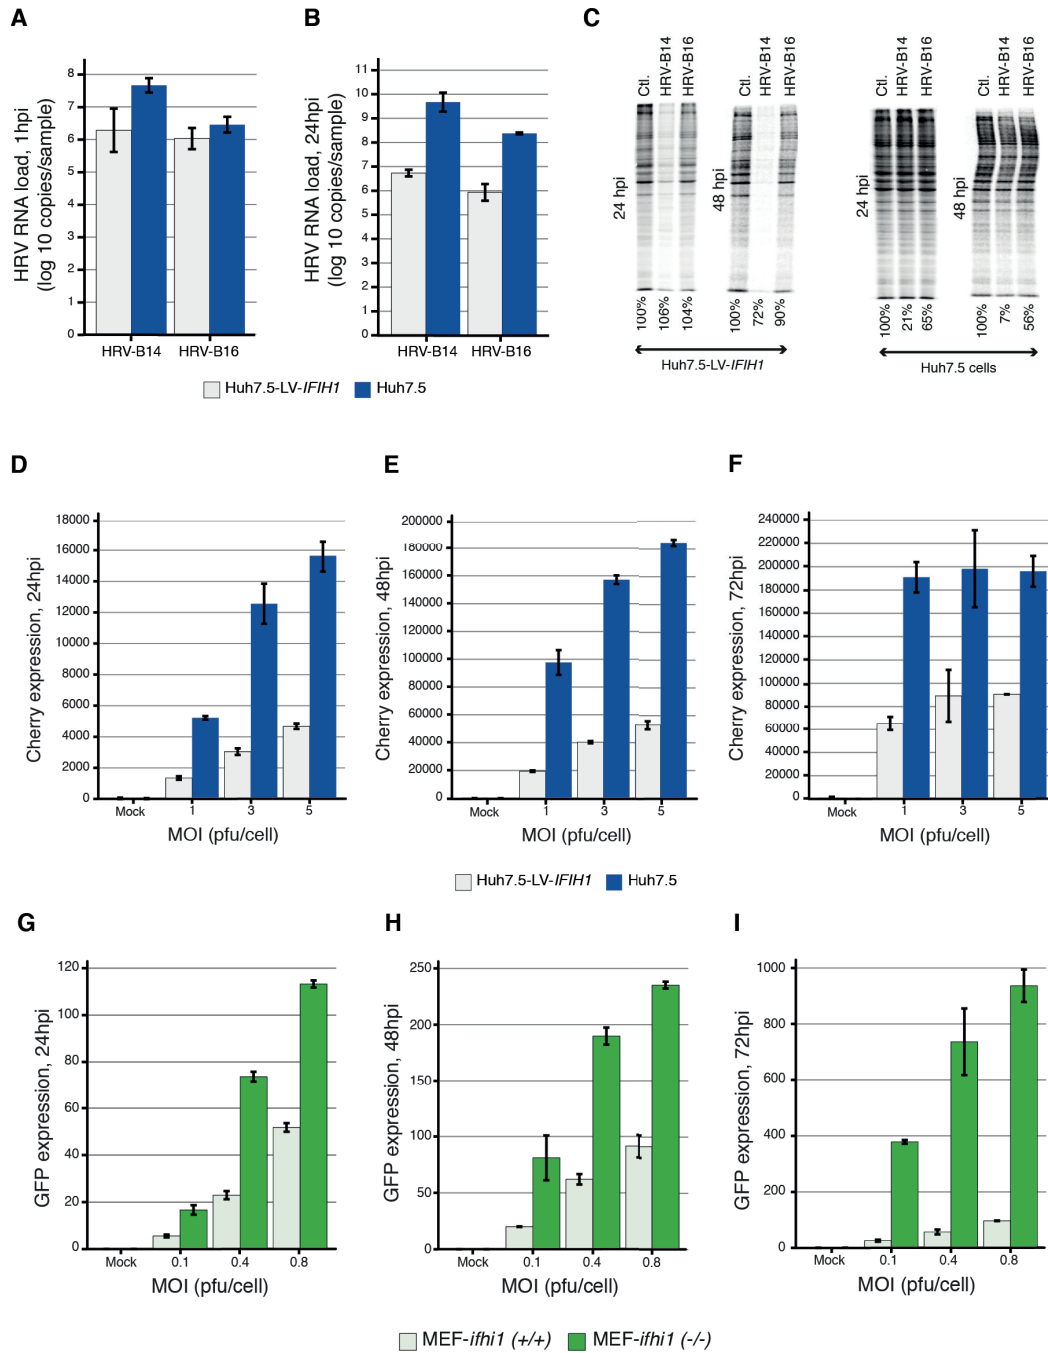 A
HRV RNA load, 1hpi
(log 10 copies/sample)
8
7
6
5
4
3
2
1
0
HRV-B14
HRV-B16
B
HRV RNA load, 24hpi
(log 10 copies/sample)
11
10
9
8
7
6
5
4
3
2
1
0
HRV-B14
HRV-B16
Huh7.5-LV-IFIH1
Huh7.5
C
Ctl.
HRV-B14
HRV-B16
Ctl.
HRV-B14
HRV-B16
Ctl.
HRV-B14
HRV-B16
Ctl.
HRV-B14
HRV-B16
24 hpi
48 hpi
24 hpi
48 hpi
100%
106%
104%
100%
72%
90%
100%
21%
65%
100%
7%
56%
Huh7.5-LV-IFIH1
Huh7.5 cells
D
Cherry expression, 24hpi
18000
16000
14000
12000
10000
8000
6000
4000
2000
0
Mock
1
3
5
MOI (pfu/cell)
E
Cherry expression, 48hpi
200000
180000
160000
140000
120000
100000
80000
60000
40000
20000
0
Mock
1
3
5
MOI (pfu/cell)
F
Cherry expression, 72hpi
240000
220000
200000
180000
160000
140000
120000
100000
80000
60000
40000
20000
0
Mock
1
3
5
MOI (pfu/cell)
Huh7.5-LV-IFIH1
Huh7.5
G
GFP expression, 24hpi
120
100
80
60
40
20
0
Mock
0.1
0.4
0.8
MOI (pfu/cell)
H
GFP expression, 48hpi
250
200
150
100
50
0
Mock
0.1
0.4
0.8
MOI (pfu/cell)
I
GFP expression, 72hpi
1000
800
600
400
200
0
Mock
0.1
0.4
0.8
MOI (pfu/cell)
MEF-ifhi1 (+/+)
MEF-ifhi1 (-/-)